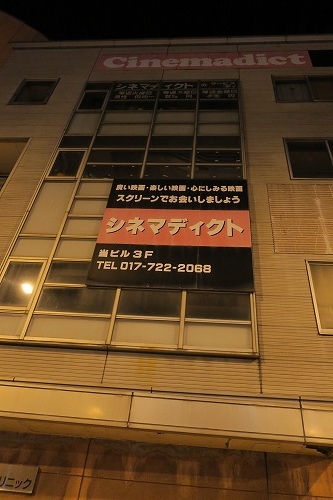 Cinemadict
シネマディクト
良い映画・楽しい映画・心にしみる映画
スクリーンでお会いしましょう
シネマディクト
当ビル3F
TEL 017-722-2068
リニック